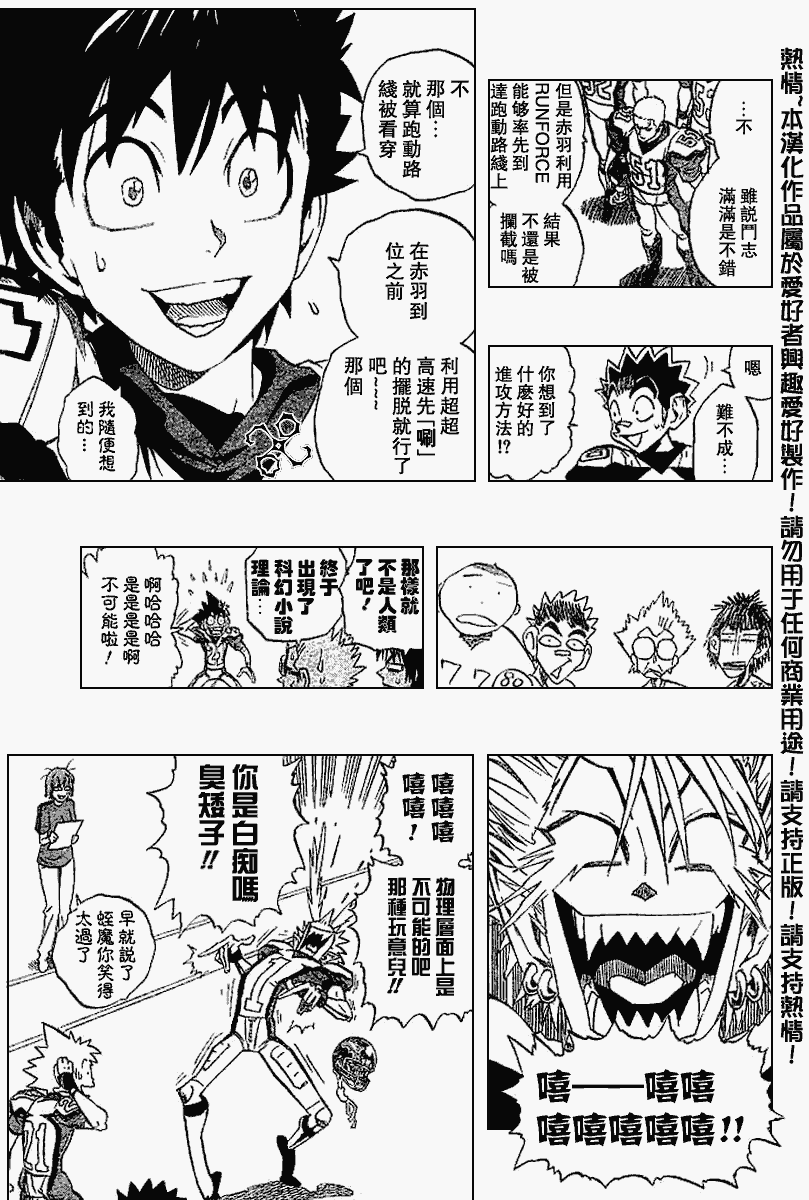 熱情，本漢化作品屬於愛好者興趣愛好製作！請勿用于任何商業用途！請支持正版！請支持熱情！
…不
雖説鬥志
滿滿是不錯
但是赤羽利用
RUNFORCE
能够率先到
達跑動路綫上
結果
不還是被
攔截嗎
51
嗯
難不成…
你想到了
什麽好的
進攻方法!?
不
那個…
就算跑動路
綫被看穿
在赤羽到
位之前
利用超超
高速先「唰」
的擺脱就行了
吧~~~
那個
我隨便想
到的…
77
80
那樣就
不是人類
了吧！
終于
出現了
科幻小説
理論…
啊哈哈哈
是是是是啊
不可能啦！
21
嘻——嘻嘻
嘻嘻嘻嘻嘻!!
嘻嘻嘻
嘻嘻！
物理層面上是
不可能的吧
那種玩意兒!!
你是白痴嗎
臭矮子!!
早就説了
蛭魔你笑得
太過了
1
21